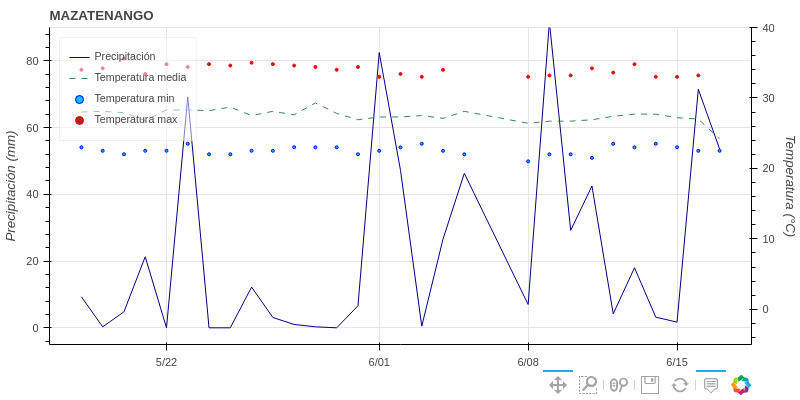 MAZATENANGO
Precipitación
Temperatura media
Temperatura min
Temperatura max
Precipitación (mm)
80
60
40
20
0
Temperatura (°C)
40
30
20
10
0
5/22
6/01
6/08
6/15